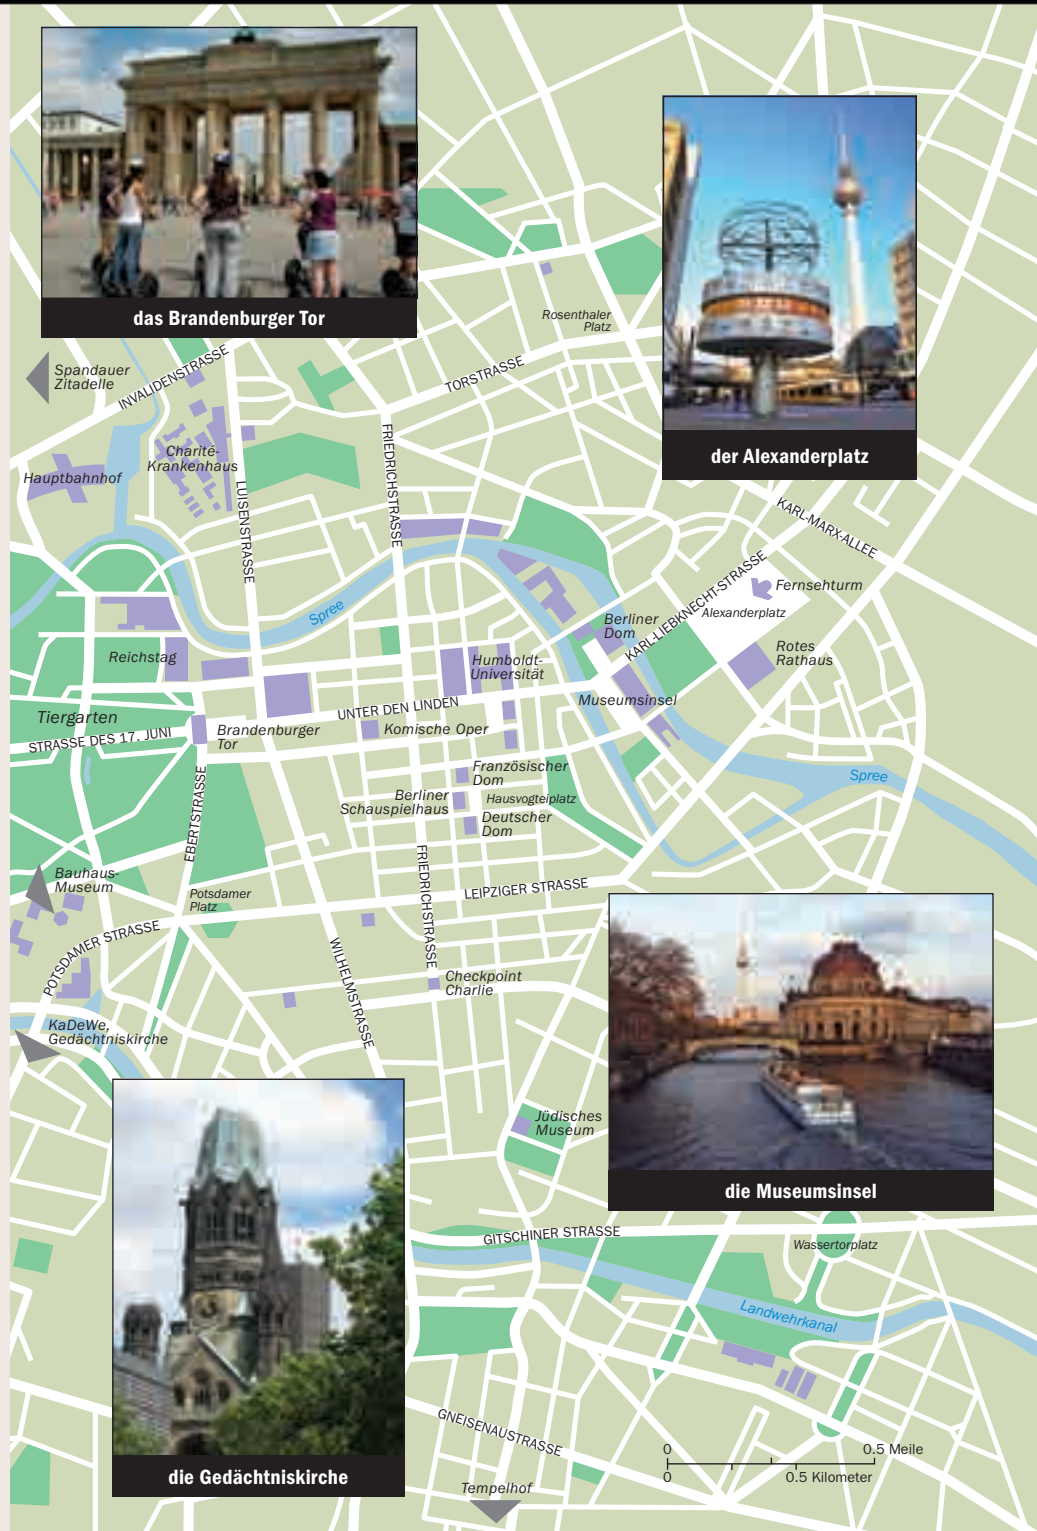 das Brandenburger Tor
der Alexanderplatz
Rosenthaler
Platz
Spandauer
Zitadelle
INVALIDENSTRASSE
TORSTRASSE
Charité-
Krankenhaus
Hauptbahnhof
LUISENSTRASSE
FRIEDRICHSTRASSE
KARL-MARX-ALLEE
KARL-LIEBKNECHT-STRASSE
Fernsehturm
Alexanderplatz
Spree
Berliner
Dom
Rotes
Rathaus
Reichstag
Humboldt-
Universität
Museumsinsel
UNTER DEN LINDEN
Tiergarten
STRASSE DES 17. JUNI
Brandenburger
Tor
Komische Oper
Französischer
Dom
Spree
EBERTSTRASSE
Berliner
Schauspielhaus
Hausvogteiplatz
Deutscher
Dom
FRIEDRICHSTRASSE
Bauhaus-
Museum
Potsdamer
Platz
LEIPZIGER STRASSE
POTSDAMER STRASSE
WILHELMSTRASSE
Checkpoint
Charlie
KaDeWe,
Gedächtniskirche
Jüdisches
Museum
die Museumsinsel
GITSCHINER STRASSE
Wassertorplatz
Landwehrkanal
GNEISENAUSTRASSE
die Gedächtniskirche
Tempelhof
0 0.5 Meile
0 0.5 Kilometer